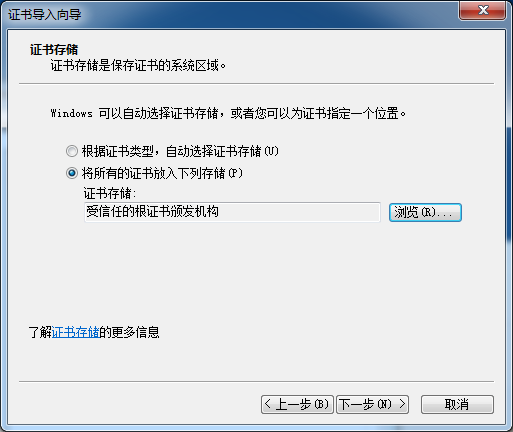 证书导入向导
证书存储
证书存储是保存证书的系统区域。
Windows 可以自动选择证书存储，或者您可以为证书指定一个位置。
根据证书类型，自动选择证书存储(U)
将所有的证书放入下列存储(P)
证书存储:
受信任的根证书颁发机构
浏览(R)...
了解证书存储的更多信息
< 上一步(B) 下一步(N) > 取消